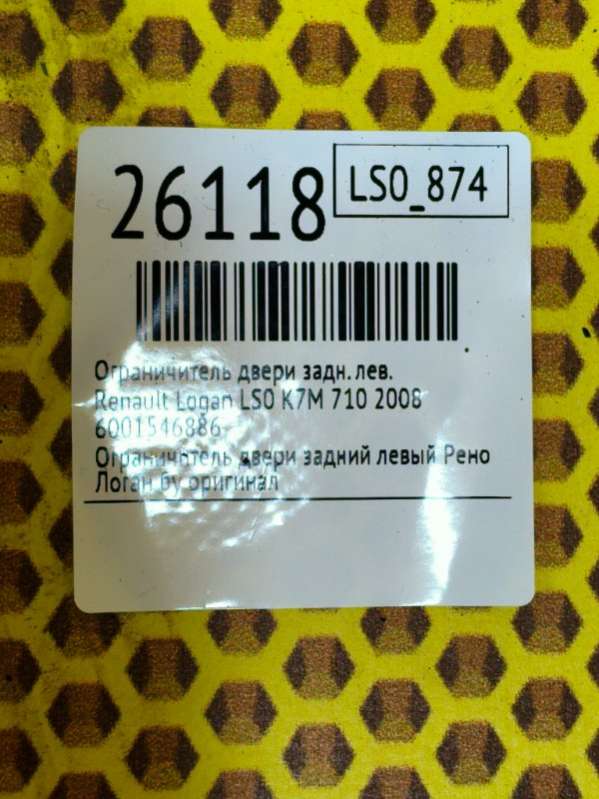 26118
LS0_874
Ограничитель двери задн. лев.
Renault Logan LS0 K7M 710 2008
6001546886-
Ограничитель двери задний левый Рено
Логан бу оригинал